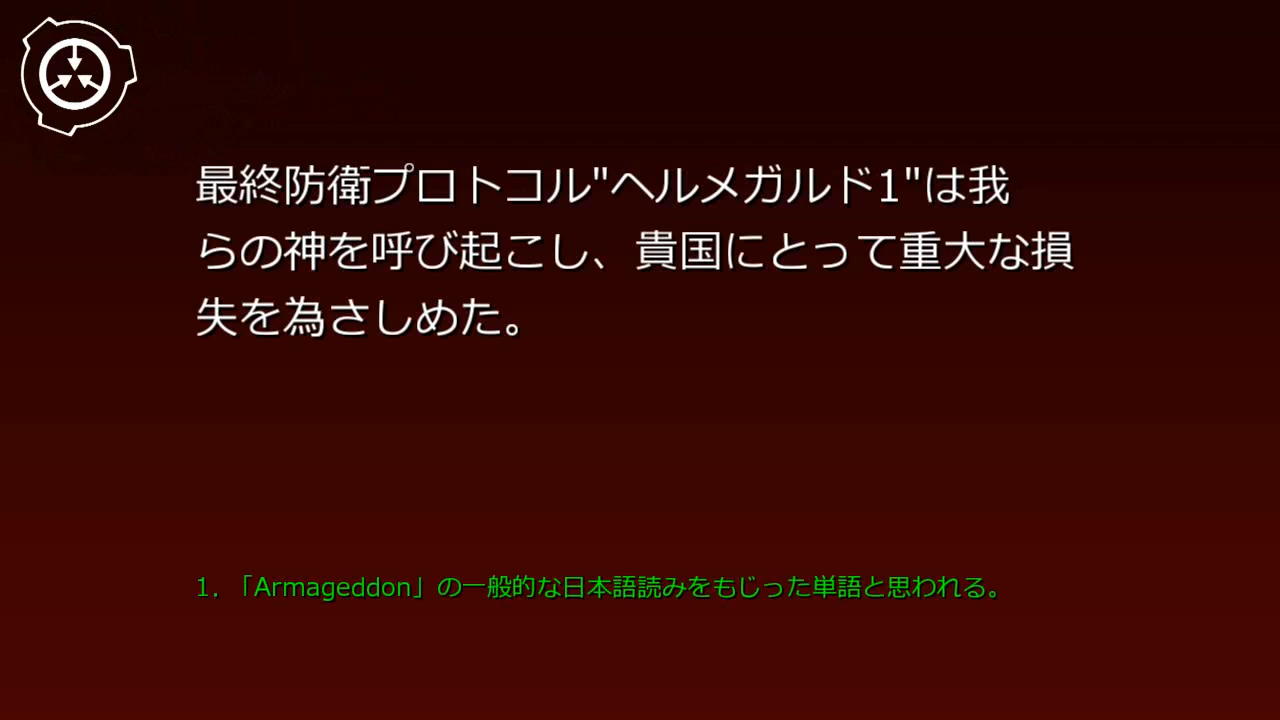 最終防衛プロトコル"ヘルメガルド1"は我
らの神を呼び起こし、貴国にとって重大な損
失を為さしめた。
1. 「Armageddon」の一般的な日本語読みをもじった単語と思われる。